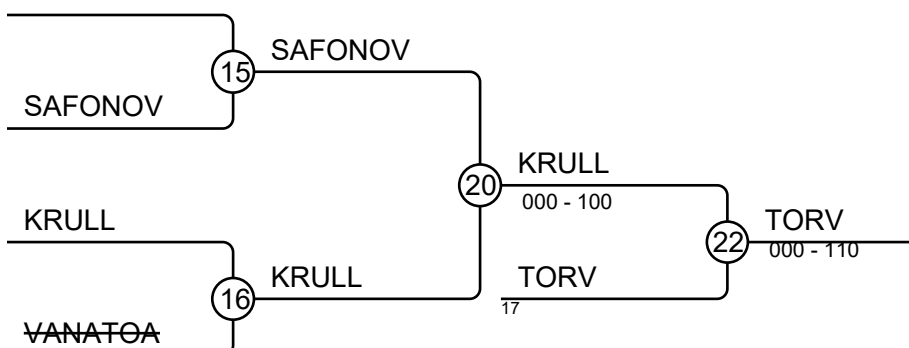 SAFONOV
15
SAFONOV
KRULL
20
000 - 100
KRULL
TORV
22
000 - 110
KRULL
16
TORV
17
VANATOA